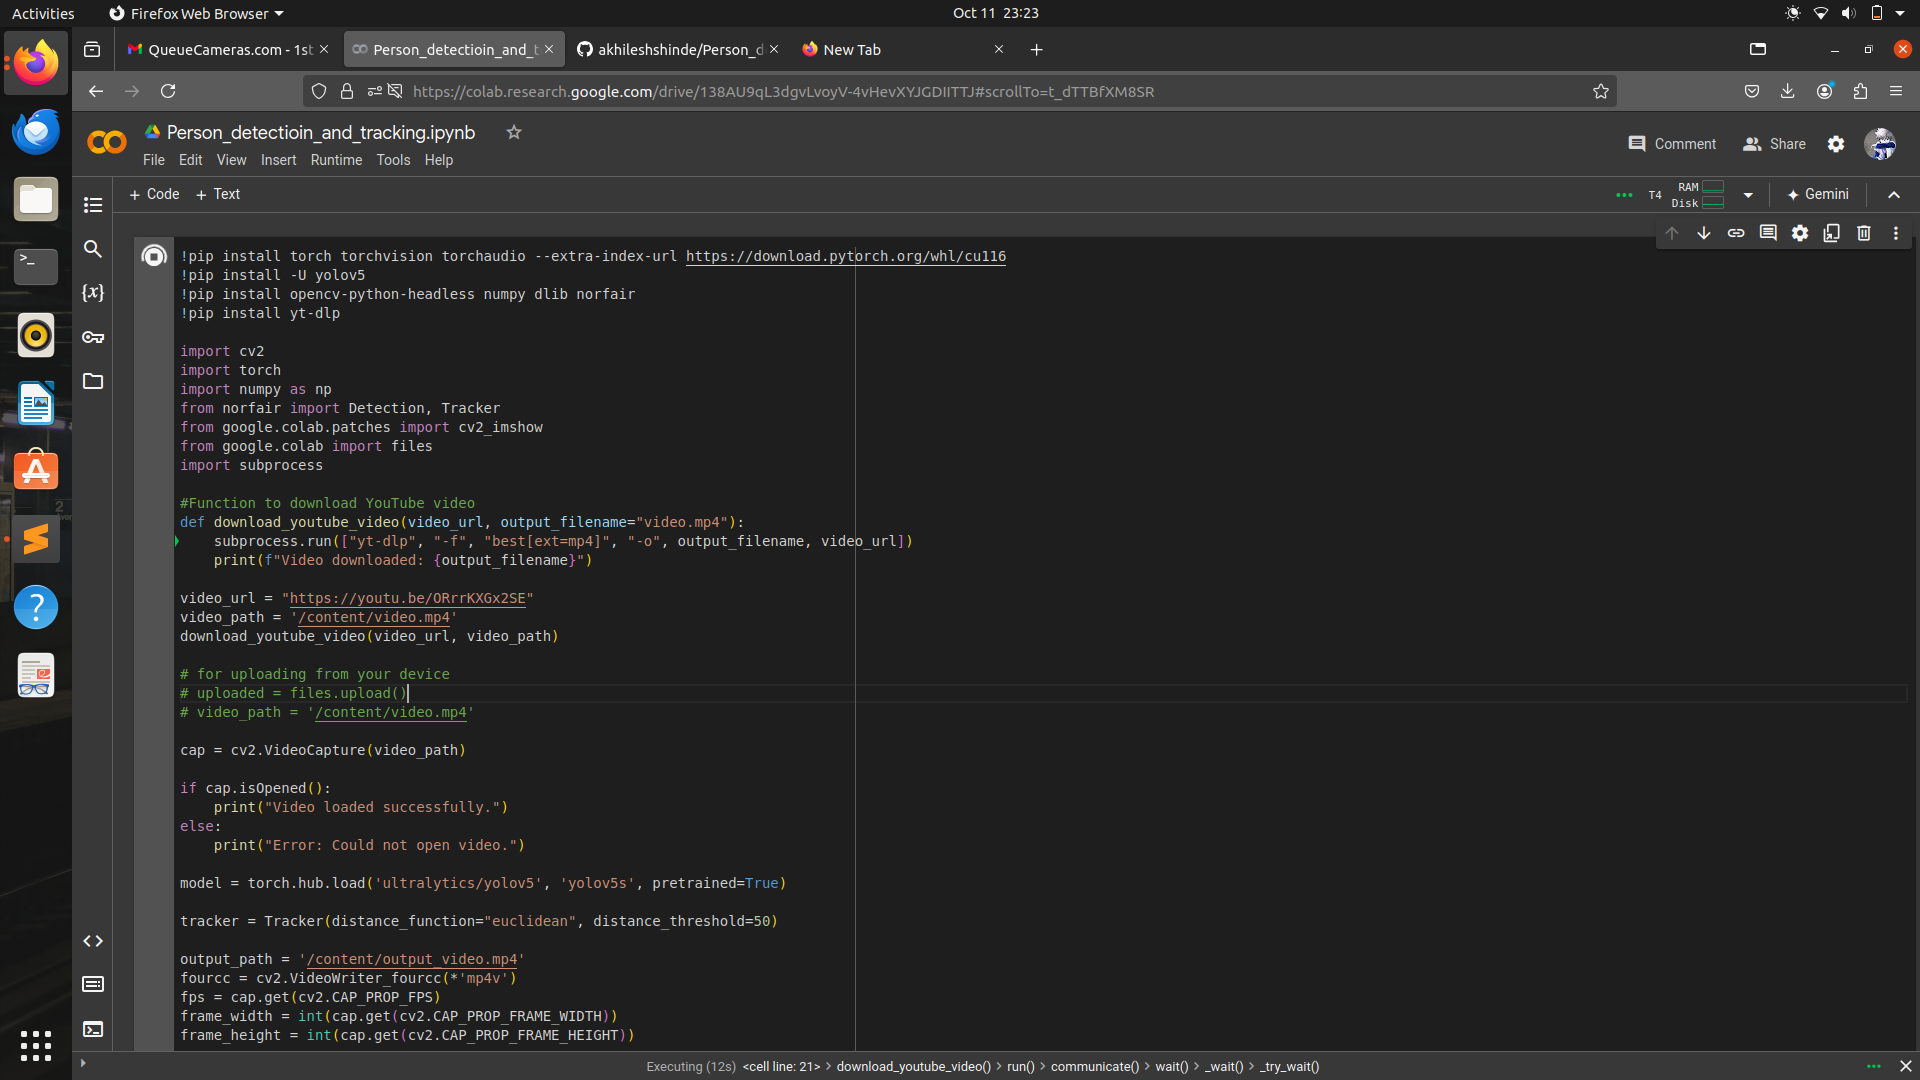 Activities
Firefox Web Browser
Oct 11 23:23
QueueCameras.com - 1st
Person_detectioin_and_t
akhileshshinde/Person_d
New Tab
https://colab.research.google.com/drive/138AU9qL3dgvLvoyV-4vHevXYJGDIITTJ#scrollTo=t_dTTBfXM8SR
Person_detectioin_and_tracking.ipynb
File Edit View Insert Runtime Tools Help
Comment Share
+ Code + Text
T4 RAM Disk Gemini
!pip install torch torchvision torchaudio --extra-index-url https://download.pytorch.org/whl/cu116
!pip install -U yolov5
!pip install opencv-python-headless numpy dlib norfair
!pip install yt-dlp
import cv2
import torch
import numpy as np
from norfair import Detection, Tracker
from google.colab.patches import cv2_imshow
from google.colab import files
import subprocess
#Function to download YouTube video
def download_youtube_video(video_url, output_filename="video.mp4"):
    subprocess.run(["yt-dlp", "-f", "best[ext=mp4]", "-o", output_filename, video_url])
    print(f"Video downloaded: {output_filename}")
video_url = "https://youtu.be/ORrrKXGx2SE"
video_path = '/content/video.mp4'
download_youtube_video(video_url, video_path)
# for uploading from your device
# uploaded = files.upload()
# video_path = '/content/video.mp4'
cap = cv2.VideoCapture(video_path)
if cap.isOpened():
    print("Video loaded successfully.")
else:
    print("Error: Could not open video.")
model = torch.hub.load('ultralytics/yolov5', 'yolov5s', pretrained=True)
tracker = Tracker(distance_function="euclidean", distance_threshold=50)
output_path = '/content/output_video.mp4'
fourcc = cv2.VideoWriter_fourcc(*'mp4v')
fps = cap.get(cv2.CAP_PROP_FPS)
frame_width = int(cap.get(cv2.CAP_PROP_FRAME_WIDTH))
frame_height = int(cap.get(cv2.CAP_PROP_FRAME_HEIGHT))
Executing (12s) <cell line: 21> > download_youtube_video() > run() > communicate() > wait() > _wait() > _try_wait()